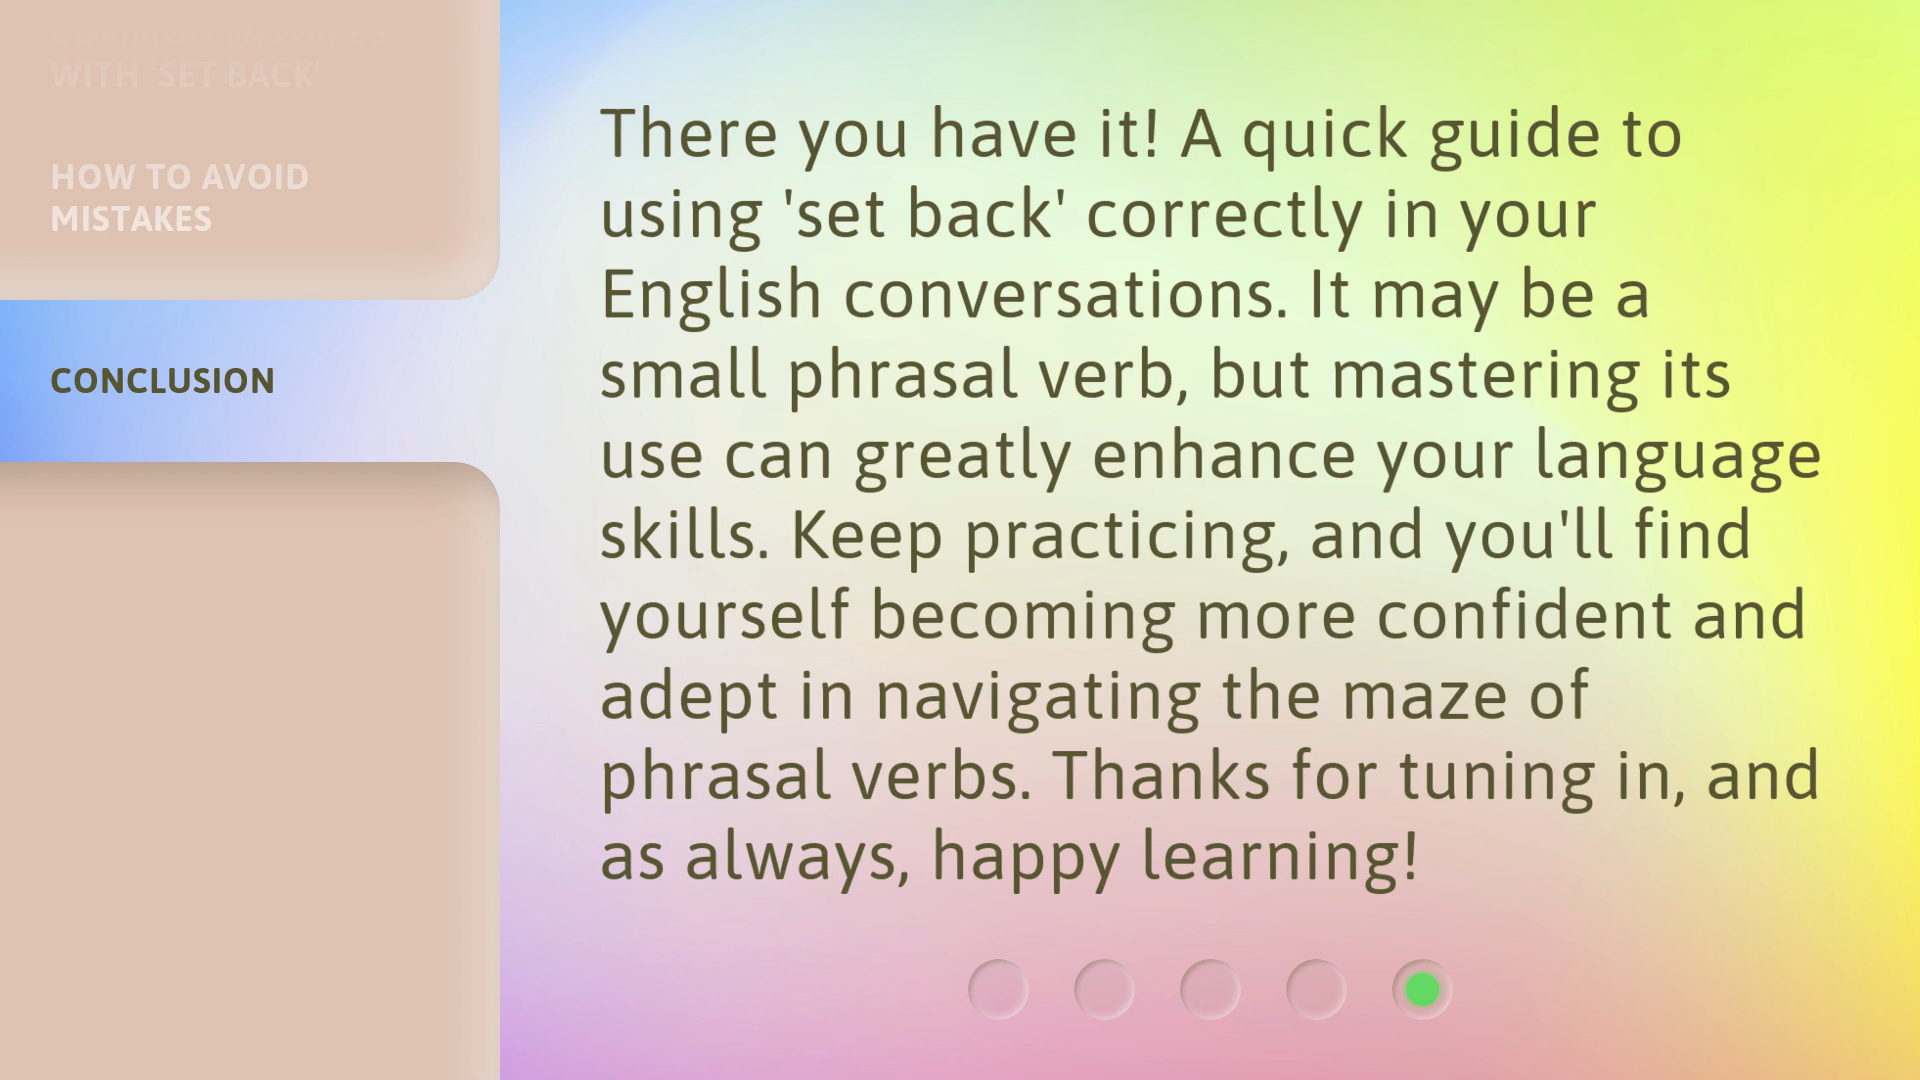 COMMON MISTAKES
WITH 'SET BACK'
HOW TO AVOID
MISTAKES
CONCLUSION
There you have it! A quick guide to
using 'set back' correctly in your
English conversations. It may be a
small phrasal verb, but mastering its
use can greatly enhance your language
skills. Keep practicing, and you'll find
yourself becoming more confident and
adept in navigating the maze of
phrasal verbs. Thanks for tuning in, and
as always, happy learning!